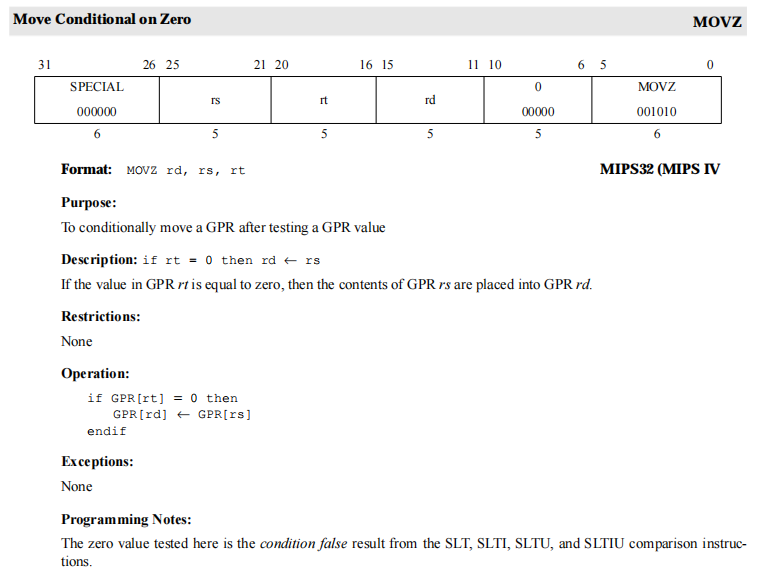 Move Conditional on Zero MOVZ
31 26 25 21 20 16 15 11 10 6 5 0
SPECIAL 0 MOVZ
rs rt rd
000000 00000 001010
6 5 5 5 5 6
Format: MOVZ rd, rs, rt MIPS32 (MIPS IV
Purpose:
To conditionally move a GPR after testing a GPR value
Description: if rt = 0 then rd ← rs
If the value in GPR rt is equal to zero, then the contents of GPR rs are placed into GPR rd.
Restrictions:
None
Operation:
if GPR[rt] = 0 then
GPR[rd] ← GPR[rs]
endif
Exceptions:
None
Programming Notes:
The zero value tested here is the condition false result from the SLT, SLTI, SLTU, and SLTIU comparison instruc-
tions.